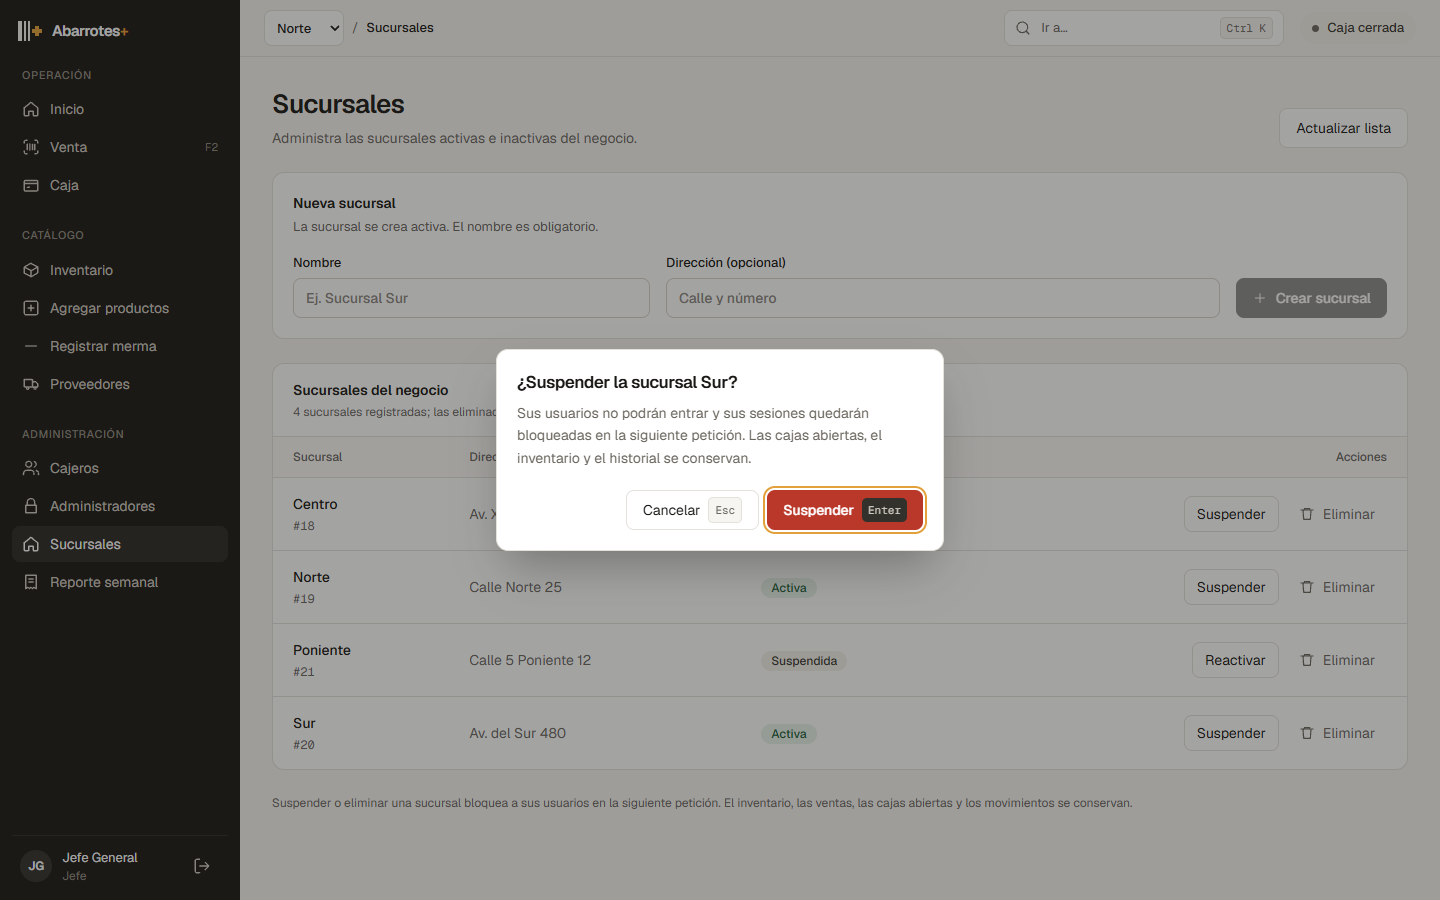 Abarrotes+
OPERACIÓN
Inicio
Venta F2
Caja
CATÁLOGO
Inventario
Agregar productos
Registrar merma
Proveedores
ADMINISTRACIÓN
Cajeros
Administradores
Sucursales
Reporte semanal
JG
Jefe General
Jefe
Norte / Sucursales
Ir a... Ctrl K
Caja cerrada
Sucursales
Administra las sucursales activas e inactivas del negocio.
Actualizar lista
Nueva sucursal
La sucursal se crea activa. El nombre es obligatorio.
Nombre Dirección (opcional)
Ej. Sucursal Sur Calle y número + Crear sucursal
Sucursales del negocio
4 sucursales registradas; las
Sucursal Acciones
Centro
#18
Av. Suspender Eliminar
Norte
#19
Calle Norte 25 Activa Suspender Eliminar
Poniente
#21
Calle 5 Poniente 12 Suspendida Reactivar Eliminar
Sur
#20
Av. del Sur 480 Activa Suspender Eliminar
Suspender o eliminar una sucursal bloquea a sus usuarios en la siguiente petición. El inventario, las ventas, las cajas abiertas y los movimientos se conservan.
¿Suspender la sucursal Sur?
Sus usuarios no podrán entrar y sus sesiones quedarán
bloqueadas en la siguiente petición. Las cajas abiertas, el
inventario y el historial se conservan.
Cancelar Esc Suspender Enter